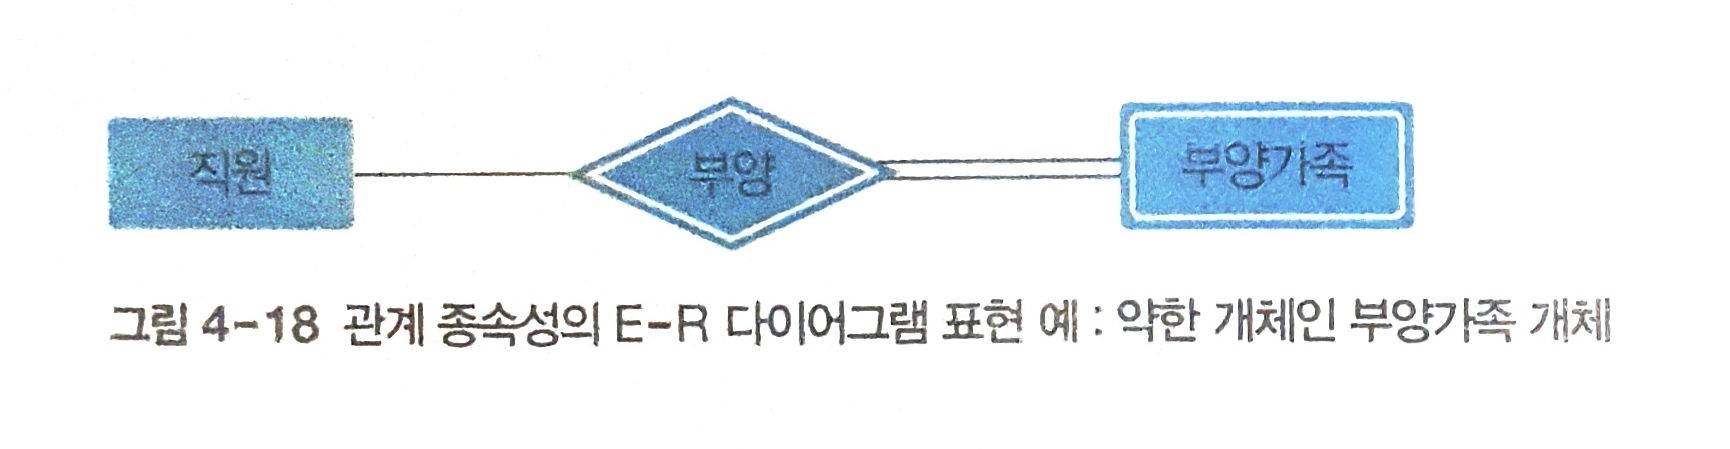 직원 부양 부양가족
그림 4-18 관계 종속성의 E-R 다이어그램 표현 예 : 약한 개체인 부양가족 개체